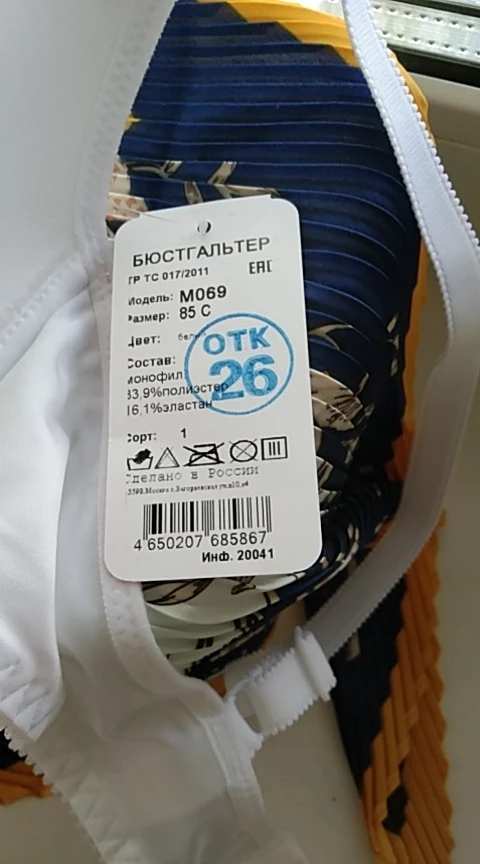 БЮСТГАЛЬТЕР
ТР ТС 017/2011 ЕАС
Модель: М069
Размер: 85 С
Цвет:
ОТК
26
Состав:
монофил
83,9%полиэстер
16,1%эластан
Сорт: 1
Сделано в России
4 650207 685867
Инф. 20041